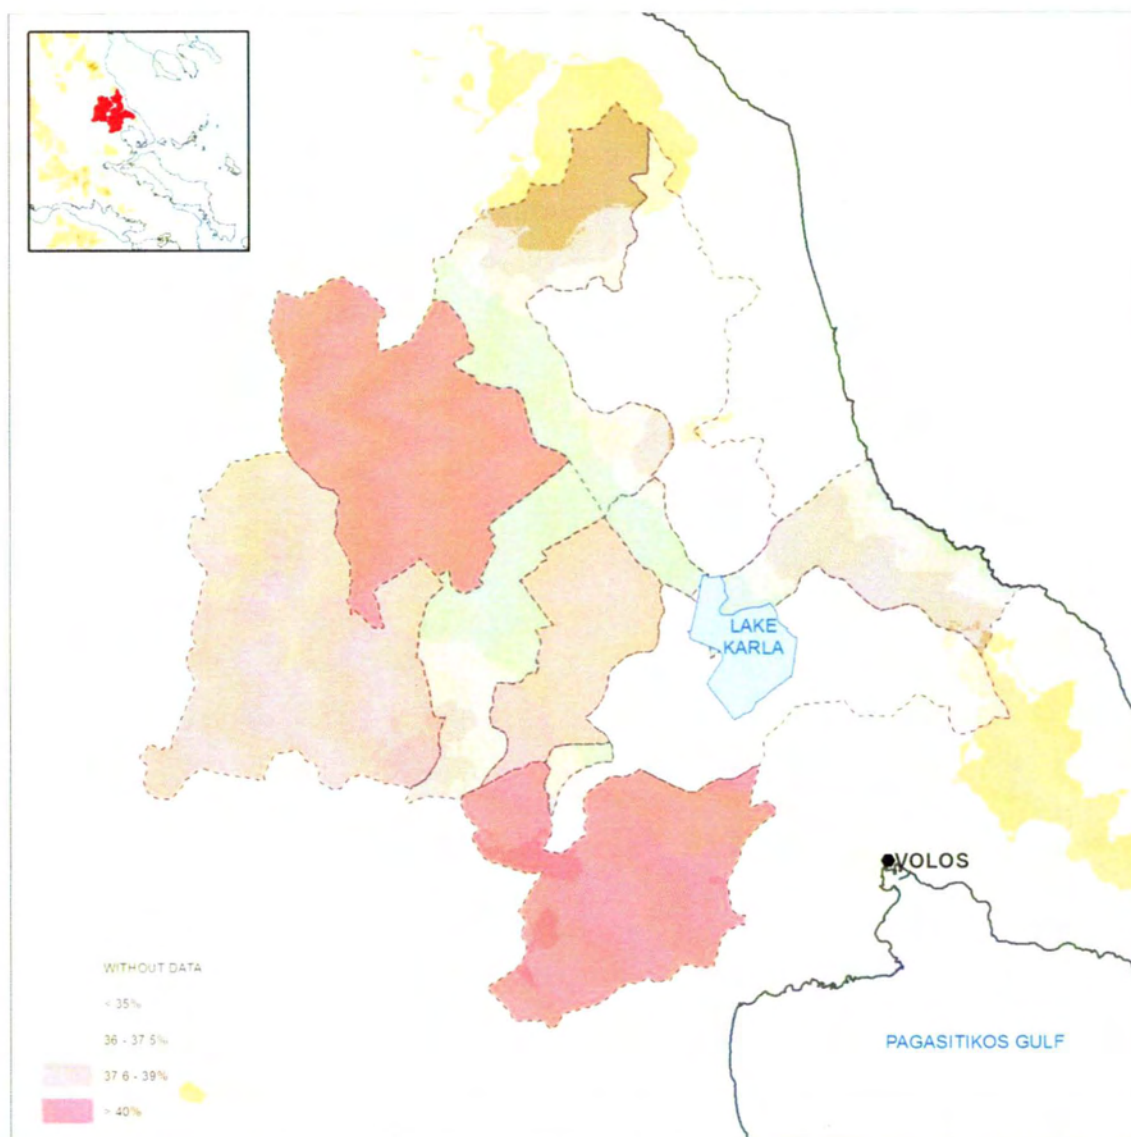 LAKE
KARLA
VOLOS
WITHOUT DATA
< 35%
36 - 37.5%
37.6 - 39%
> 40%
PAGASITIKOS GULF